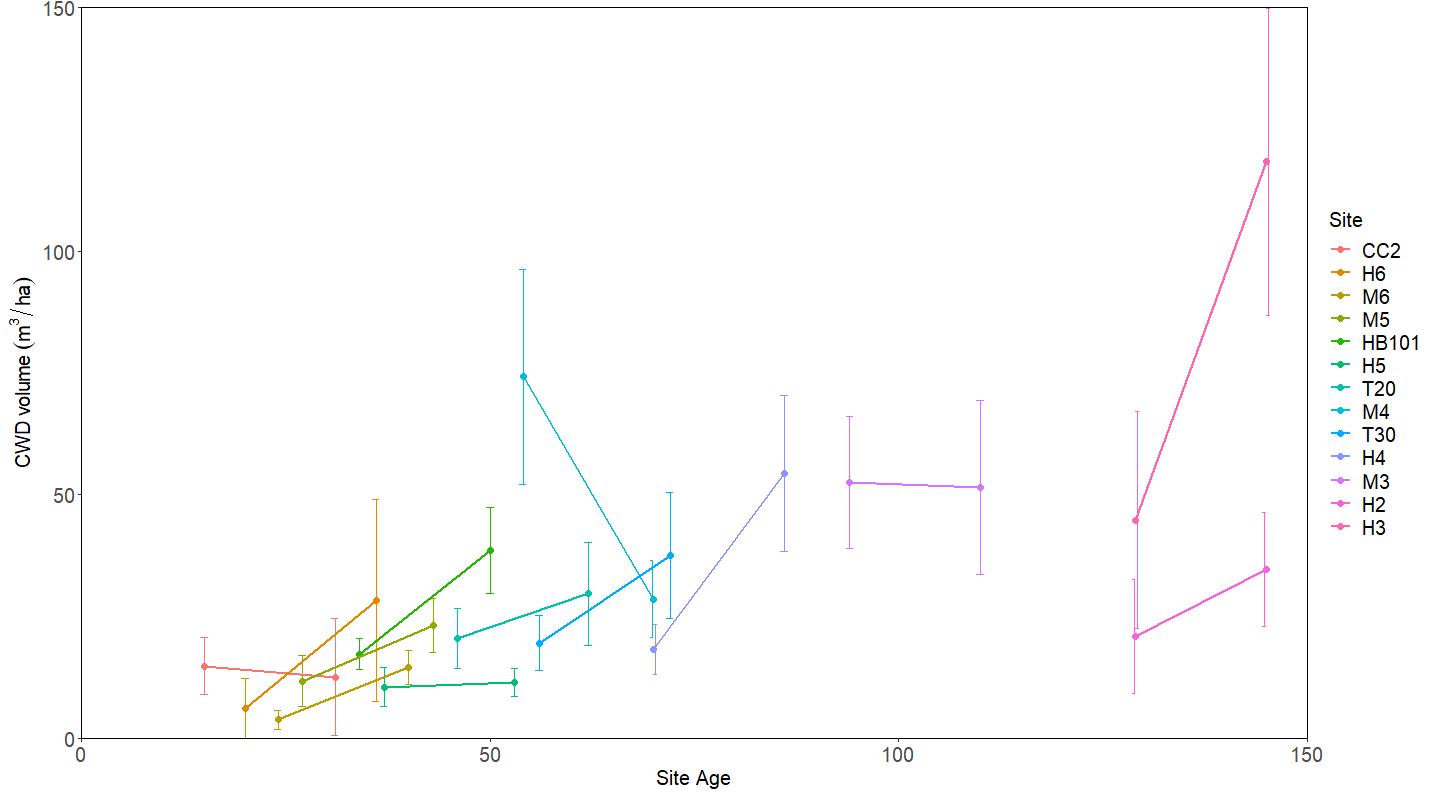 150
100
50
0
CWD volume (m³/ha)
0
50
100
150
Site Age
Site
CC2
H6
M6
M5
HB101
H5
T20
M4
T30
H4
M3
H2
H3